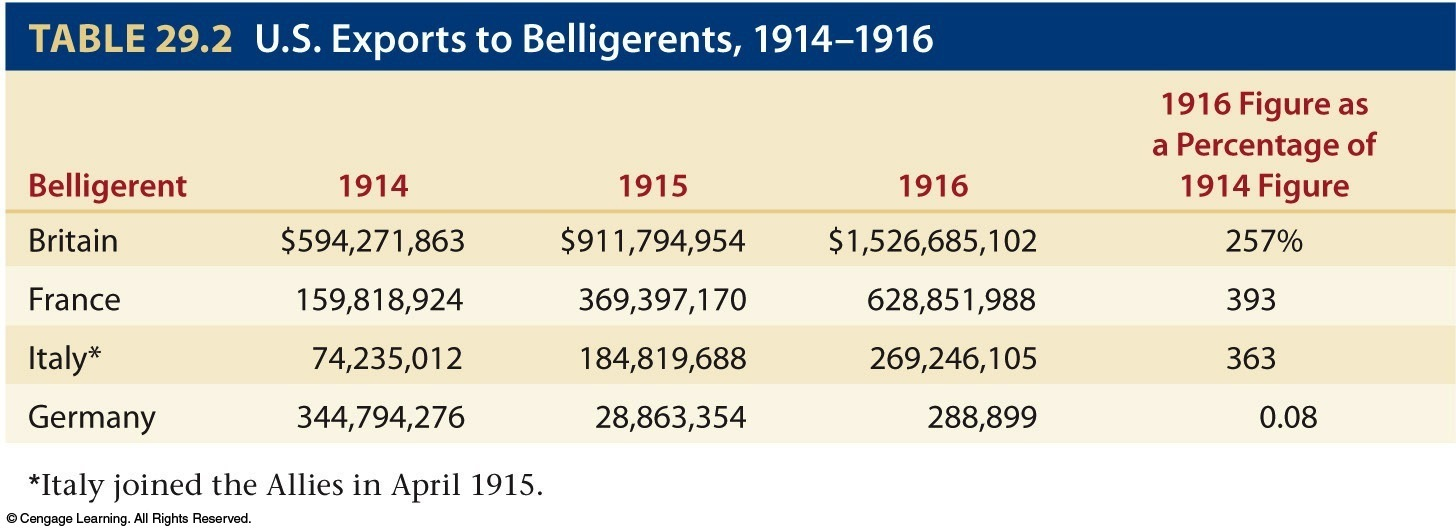 TABLE 29.2 U.S. Exports to Belligerents, 1914–1916
1916 Figure as
a Percentage of
Belligerent 1914 1915 1916 1914 Figure
Britain $594,271,863 $911,794,954 $1,526,685,102 257%
France 159,818,924 369,397,170 628,851,988 393
Italy* 74,235,012 184,819,688 269,246,105 363
Germany 344,794,276 28,863,354 288,899 0.08
*Italy joined the Allies in April 1915.
© Cengage Learning. All Rights Reserved.